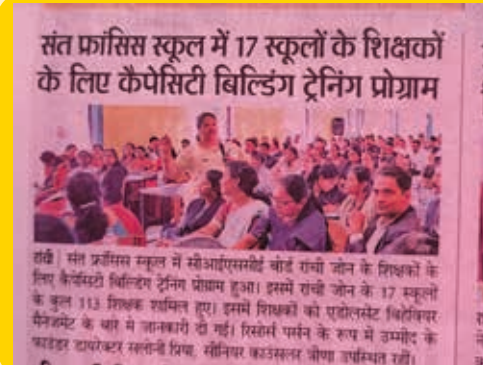 संत फ्रांसिस स्कूल में 17 स्कूलों के शिक्षकों
के लिए कैपेसिटी बिल्डिंग ट्रेनिंग प्रोग्राम
रांची | संत फ्रांसिस स्कूल में सीआईएससीई बोर्ड रांची जोन के शिक्षकों के
लिए कैपेसिटी बिल्डिंग ट्रेनिंग प्रोग्राम हुआ। इसमें रांची जोन के 17 स्कूलों
के कुल 113 शिक्षक शामिल हुए। इसमें शिक्षकों को एडोलसेंट बिहेवियर
मैनेजमेंट के बारे में जानकारी दी गई। रिसोर्स पर्सन के रूप में उम्मीद के
फाउंडर डायरेक्टर सलोनी प्रिया, सीनियर काउंसलर वीणा उपस्थित रहीं।